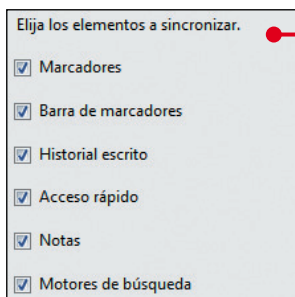 Elija los elementos a sincronizar.
Marcadores
Barra de marcadores
Historial escrito
Acceso rápido
Notas
Motores de búsqueda